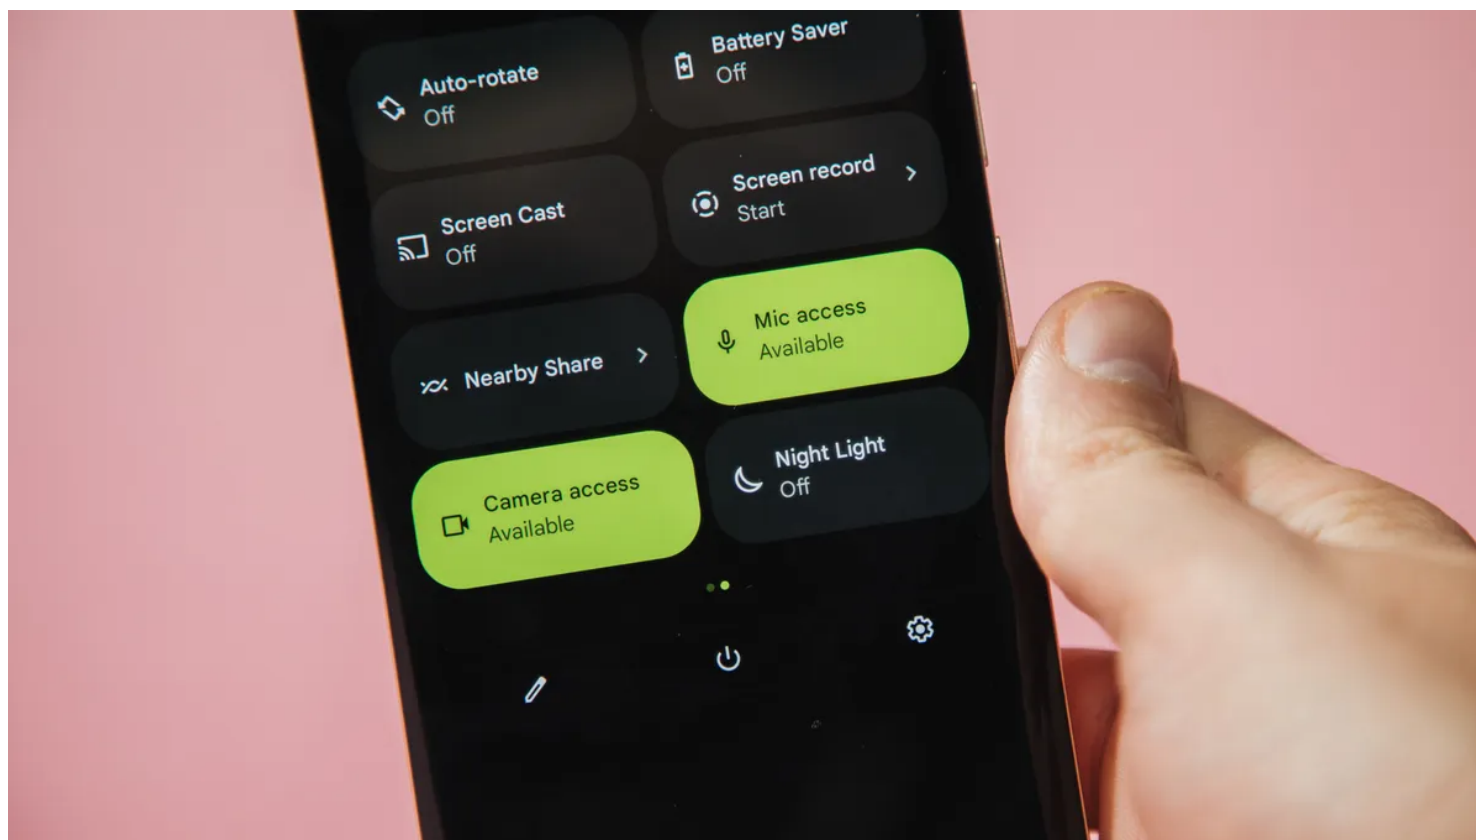 Auto-rotate
Off
Battery Saver
Off
Screen Cast
Off
Screen record
Start
Nearby Share
Mic access
Available
Camera access
Available
Night Light
Off